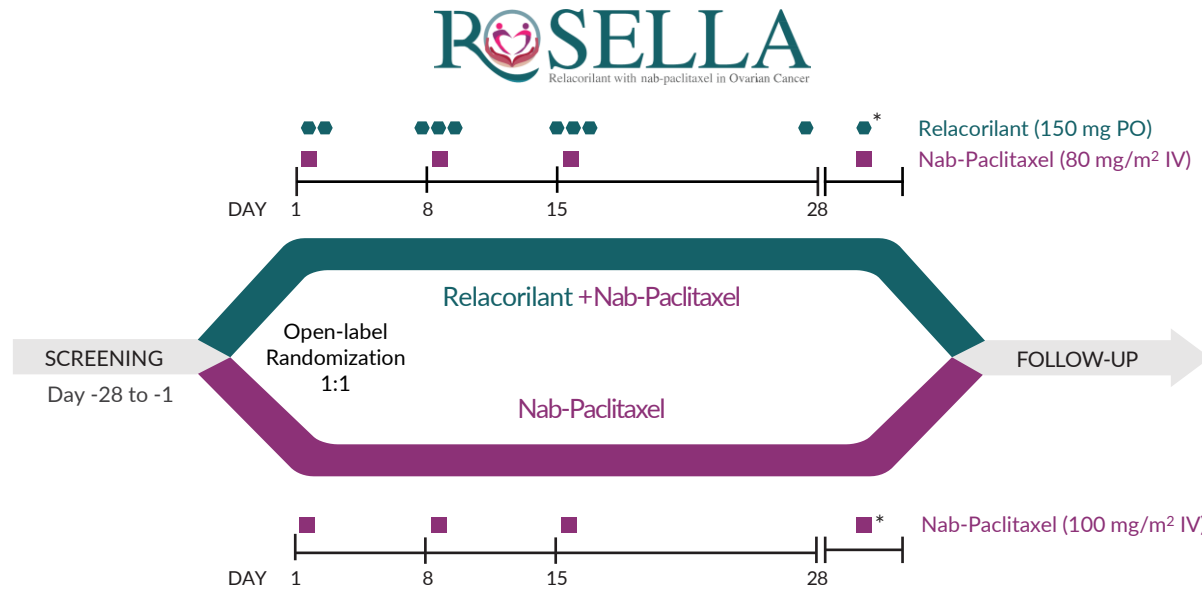 ROSELLA
Relacorilant with nab-paclitaxel in Ovarian Cancer
* Relacorilant (150 mg PO)
Nab-Paclitaxel (80 mg/m² IV)
DAY 1 8 15 28
Relacorilant +Nab-Paclitaxel
Open-label
Randomization
1:1
SCREENING
Day -28 to -1
FOLLOW-UP
Nab-Paclitaxel
* Nab-Paclitaxel (100 mg/m² IV)
DAY 1 8 15 28